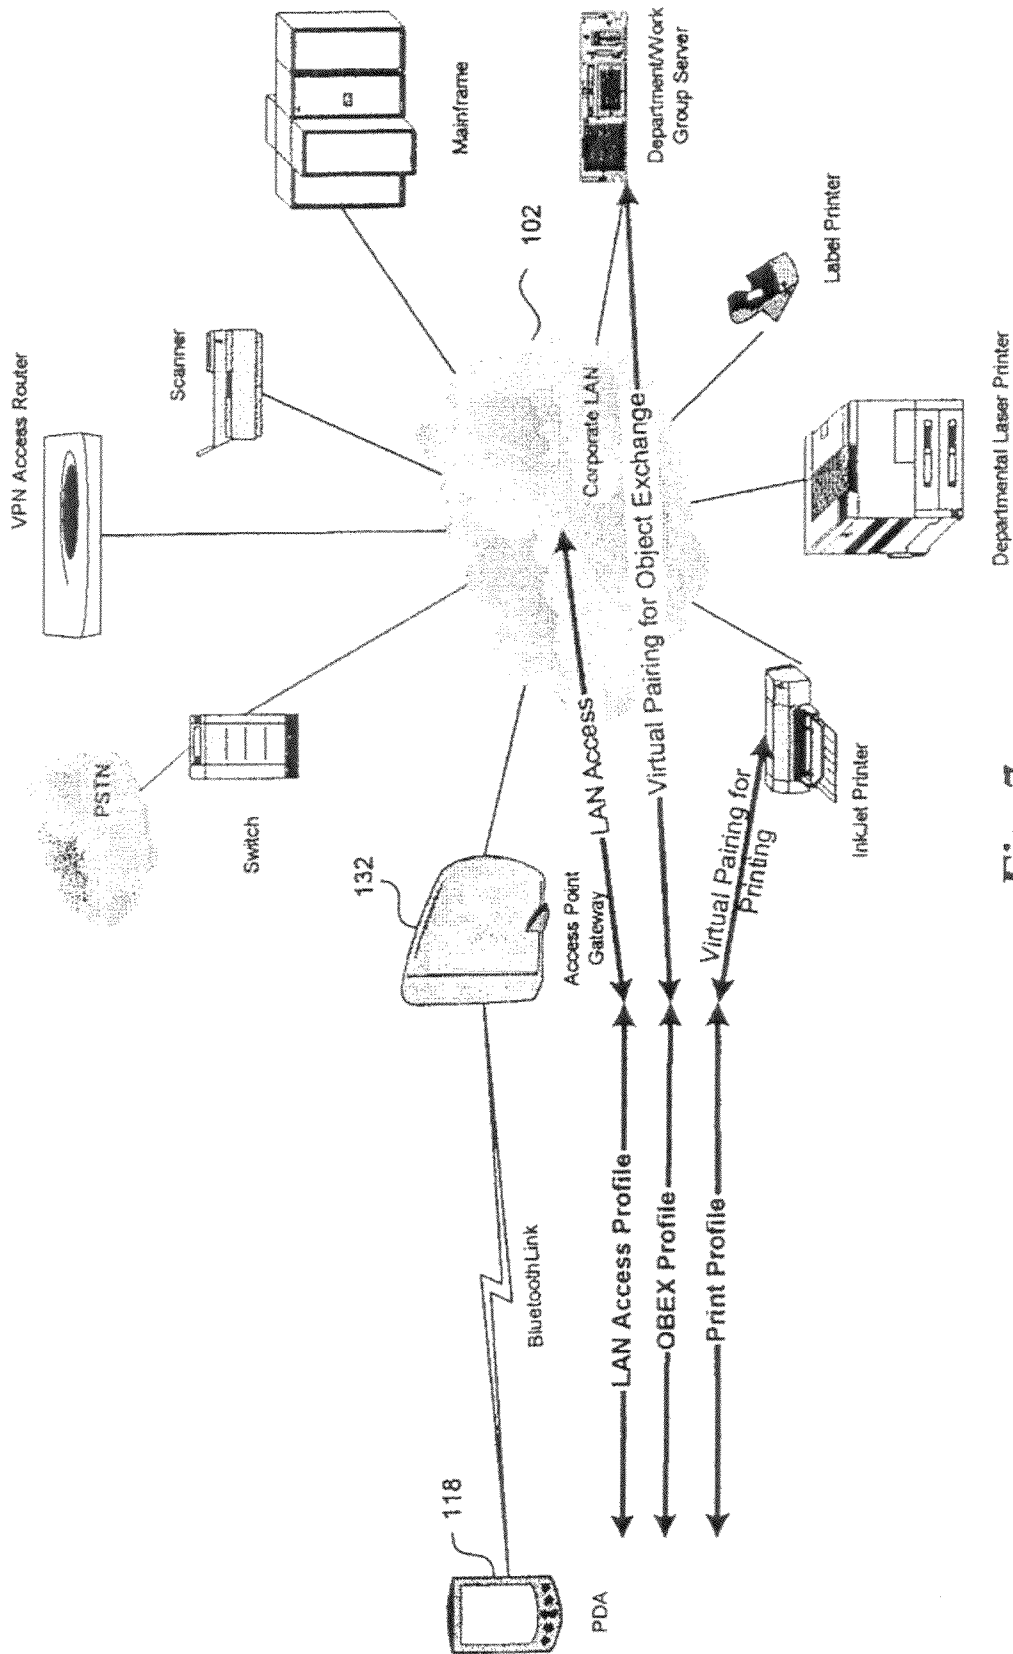 VPN Access Router
Scanner
Mainframe
PSTN
Switch
102
Department/Work
Group Server
132
Corporate LAN
Label Printer
Access Point
Gateway
LAN Access
Virtual Pairing for Object Exchange
Departmental Laser Printer
Virtual Pairing for
Printing
InkJet Printer
118
PDA
Bluetooth Link
LAN Access Profile
OBEX Profile
Print Profile